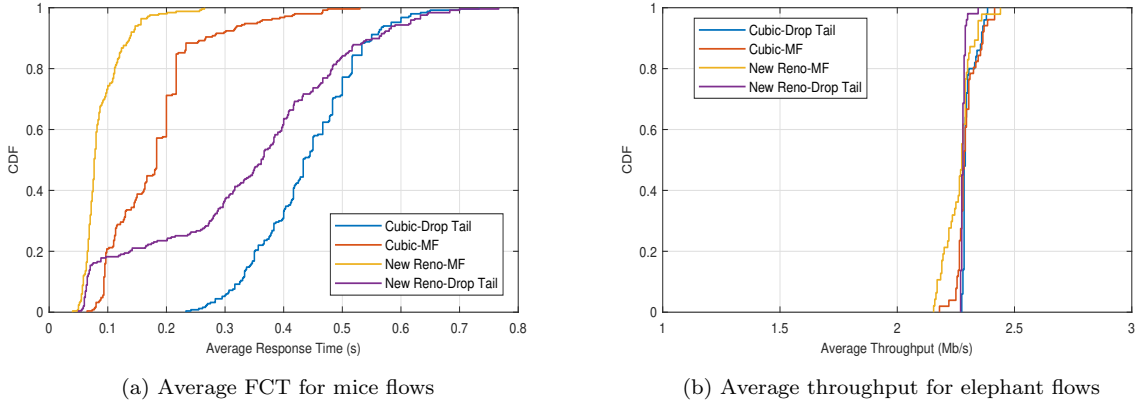 1
0.8
0.6
0.4
0.2
0
CDF
0 0.1 0.2 0.3 0.4 0.5 0.6 0.7 0.8
Average Response Time (s)
Cubic-Drop Tail
Cubic-MF
New Reno-MF
New Reno-Drop Tail
(a) Average FCT for mice flows
1
0.8
0.6
0.4
0.2
0
CDF
1 1.5 2 2.5 3
Average Throughput (Mb/s)
Cubic-Drop Tail
Cubic-MF
New Reno-MF
New Reno-Drop Tail
(b) Average throughput for elephant flows